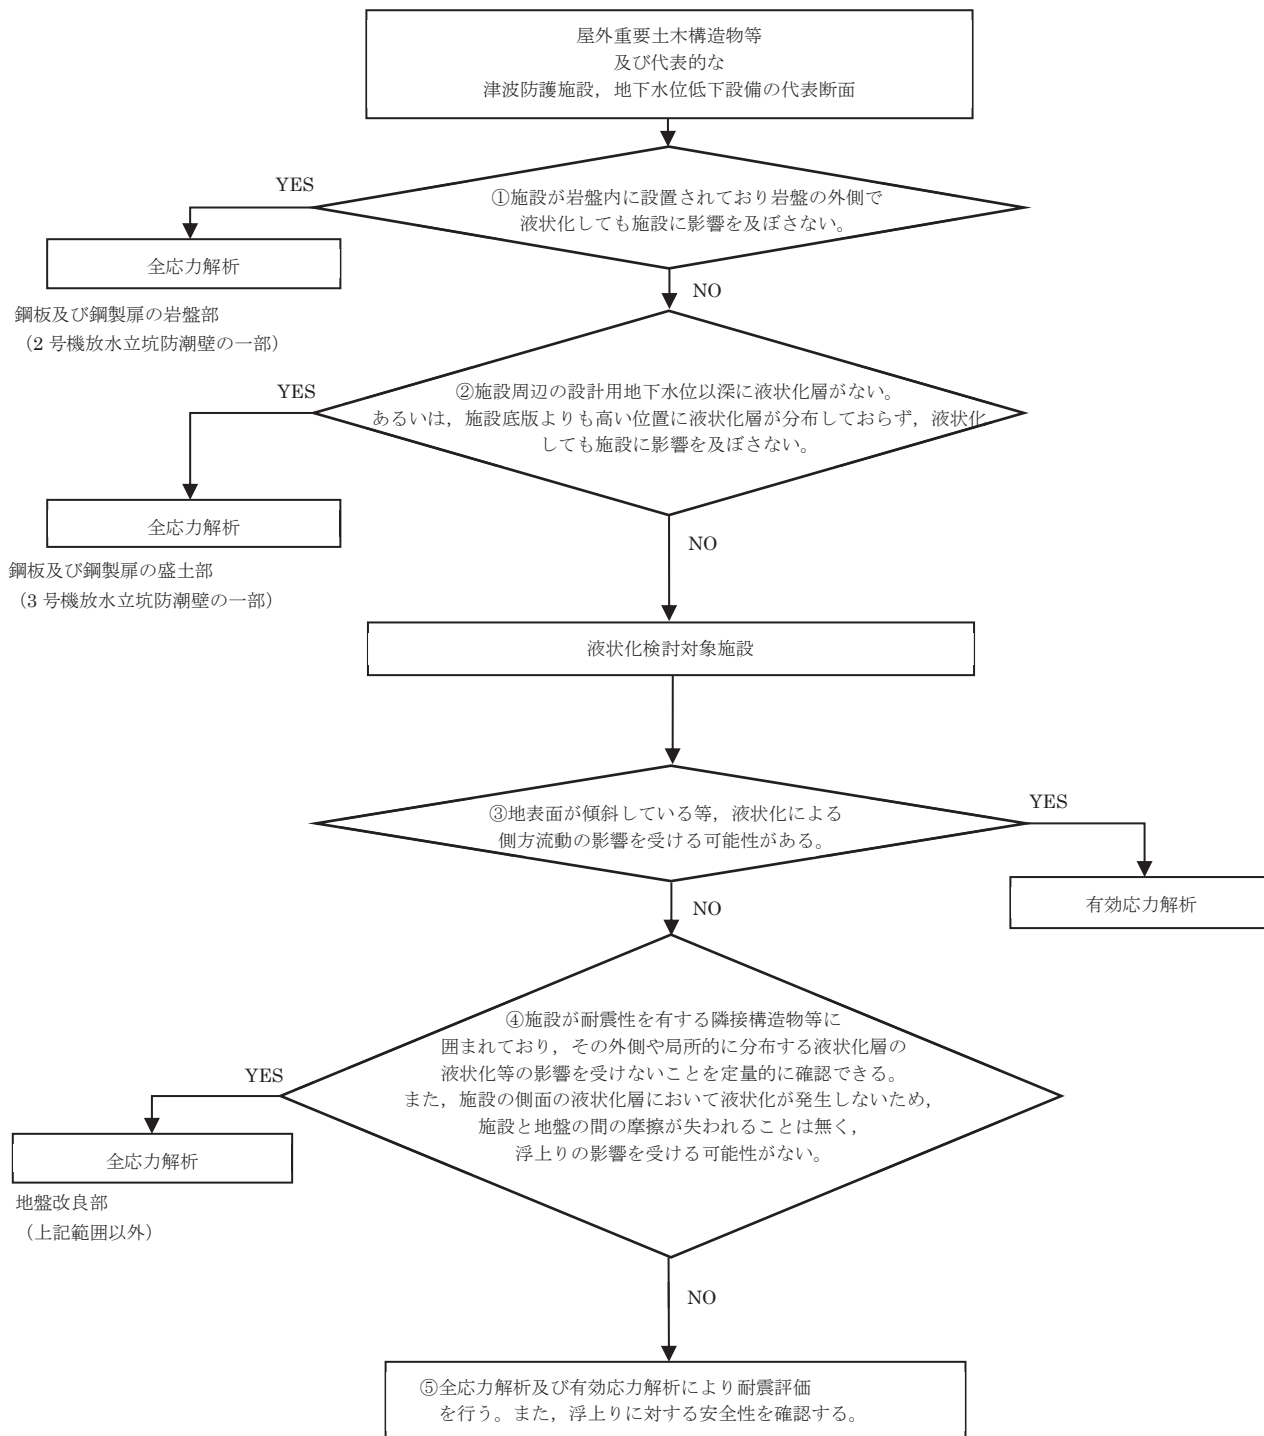 屋外重要土木構造物等
及び代表的な
津波防護施設，地下水位低下設備の代表断面
YES
①施設が岩盤内に設置されており岩盤の外側で
液状化しても施設に影響を及ぼさない。
全応力解析
NO
鋼板及び鋼製扉の岩盤部
（2 号機放水立坑防潮壁の一部）
YES
②施設周辺の設計用地下水位以深に液状化層がない。
あるいは，施設底版よりも高い位置に液状化層が分布しておらず，液状化
しても施設に影響を及ぼさない。
全応力解析
NO
鋼板及び鋼製扉の盛土部
（3 号機放水立坑防潮壁の一部）
液状化検討対象施設
③地表面が傾斜している等，液状化による
側方流動の影響を受ける可能性がある。
YES
有効応力解析
NO
④施設が耐震性を有する隣接構造物等に
囲まれており，その外側や局所的に分布する液状化層の
液状化等の影響を受けないことを定量的に確認できる。
また，施設の側面の液状化層において液状化が発生しないため，
施設と地盤の間の摩擦が失われることは無く，
浮上りの影響を受ける可能性がない。
YES
全応力解析
地盤改良部
（上記範囲以外）
NO
⑤全応力解析及び有効応力解析により耐震評価
を行う。また，浮上りに対する安全性を確認する。